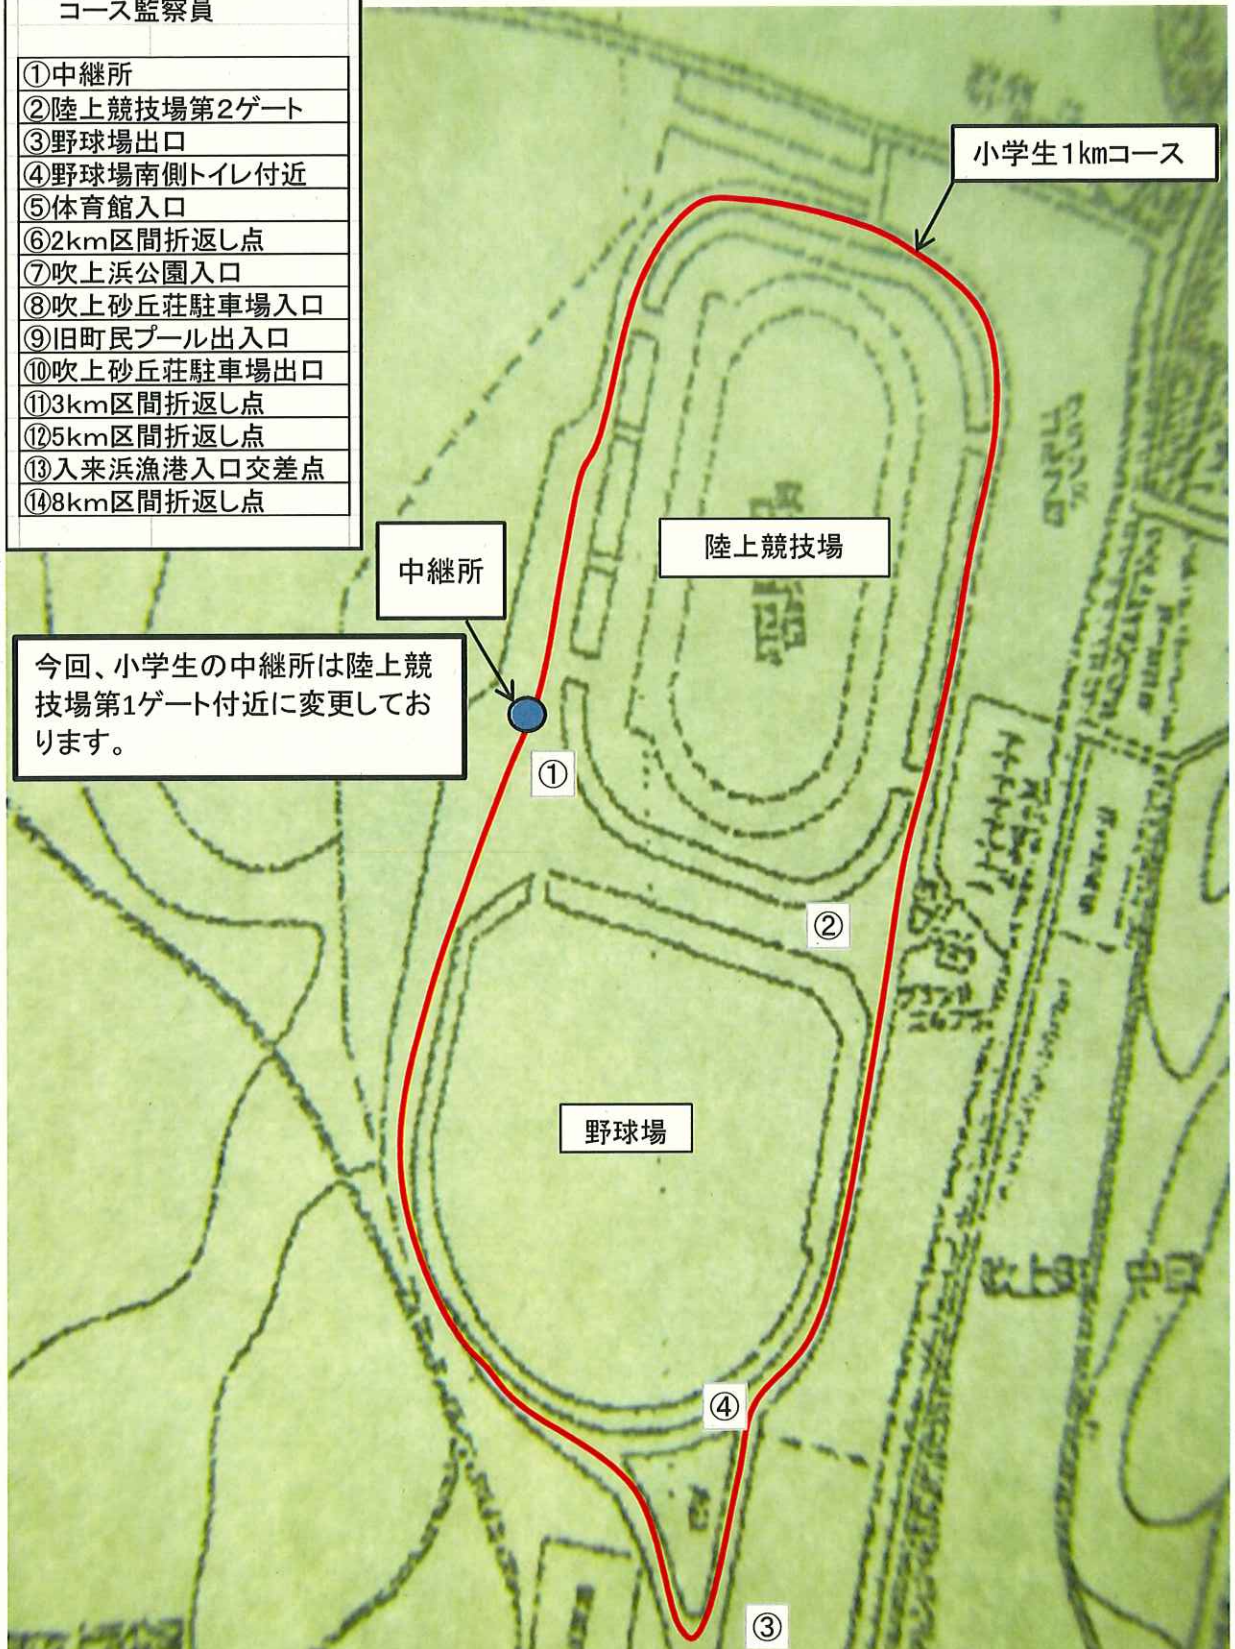 コース監察員
①中継所
②陸上競技場第2ゲート
③野球場出口
④野球場南側トイレ付近
⑤体育館入口
⑥2km区間折返し点
⑦吹上浜公園入口
⑧吹上砂丘荘駐車場入口
⑨旧町民プール出入口
⑩吹上砂丘荘駐車場出口
⑪3km区間折返し点
⑫5km区間折返し点
⑬入来浜漁港入口交差点
⑭8km区間折返し点
小学生1kmコース
陸上競技場
中継所
今回、小学生の中継所は陸上競
技場第1ゲート付近に変更してお
ります。
①
②
野球場
④
③